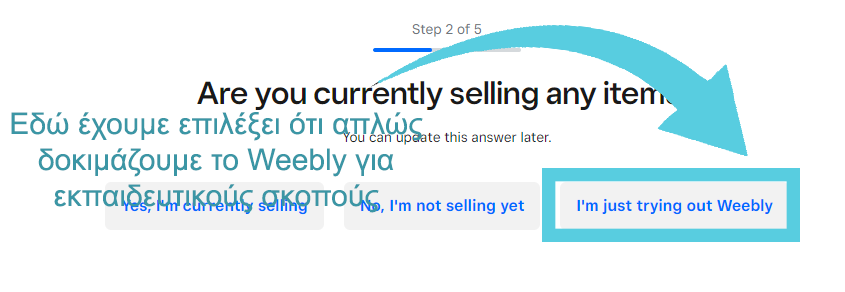 Step 2 of 5
Are you currently selling any items
Εδώ έχουμε επιλέξει ότι απλώς
You can update this answer later.
δοκιμάζουμε το Weebly για
εκπαιδευτικούς σκοπούς
Yes, I'm currently selling
No, I'm not selling yet
I'm just trying out Weebly